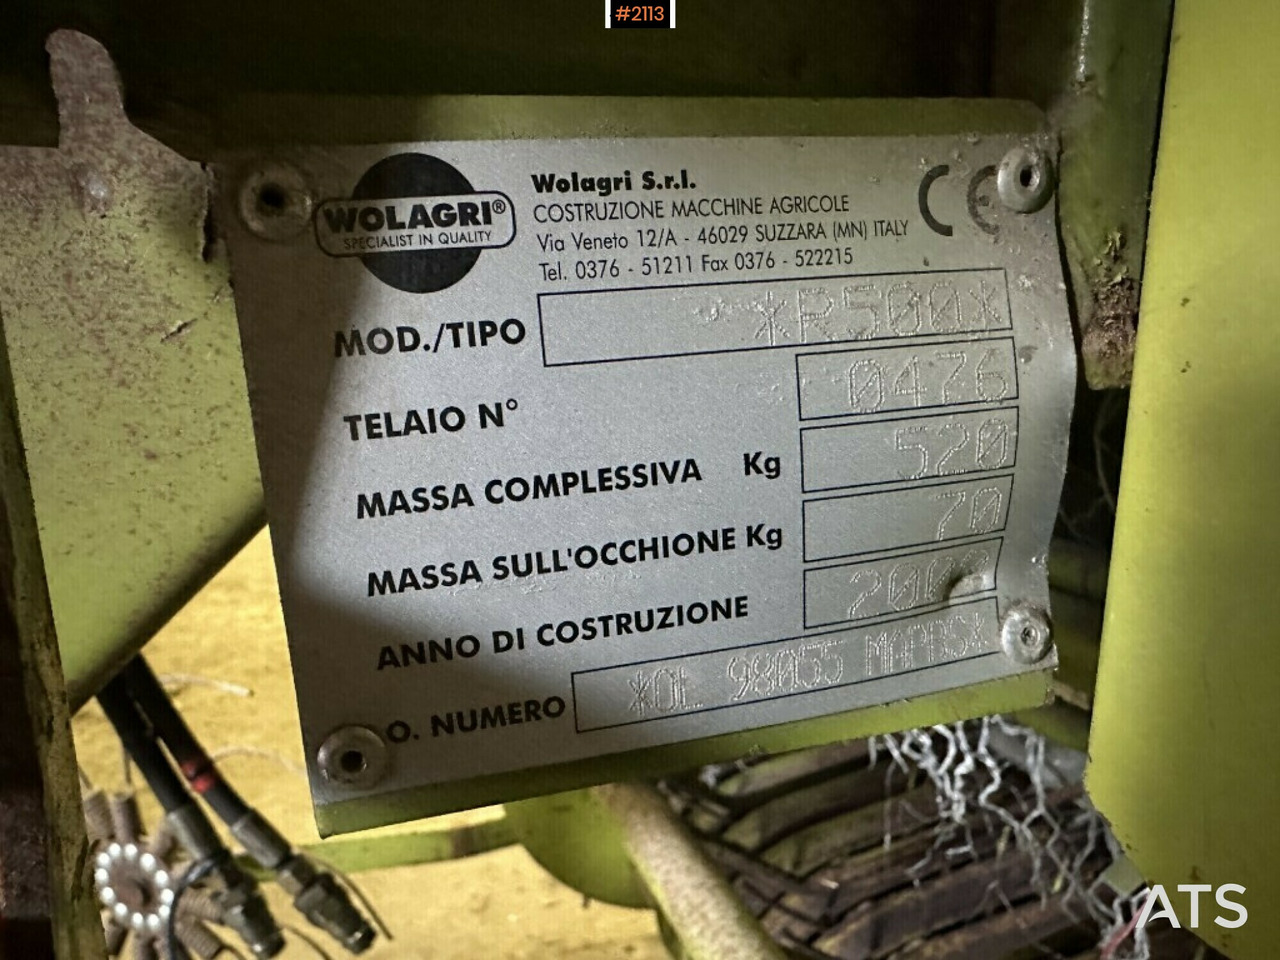 #2113
WOLAGRI®
SPECIALIST IN QUALITY
Wolagri S.r.l.
COSTRUZIONE MACCHINE AGRICOLE
Via Veneto 12/A - 46029 SUZZARA (MN) ITALY
Tel. 0376 - 51211 Fax 0376 - 522215
CE
MOD./TIPO *R500*
TELAIO N° 0476
MASSA COMPLESSIVA Kg 520
MASSA SULL'OCCHIONE Kg 70
ANNO DI COSTRUZIONE
O. NUMERO *OL 98055
ATS